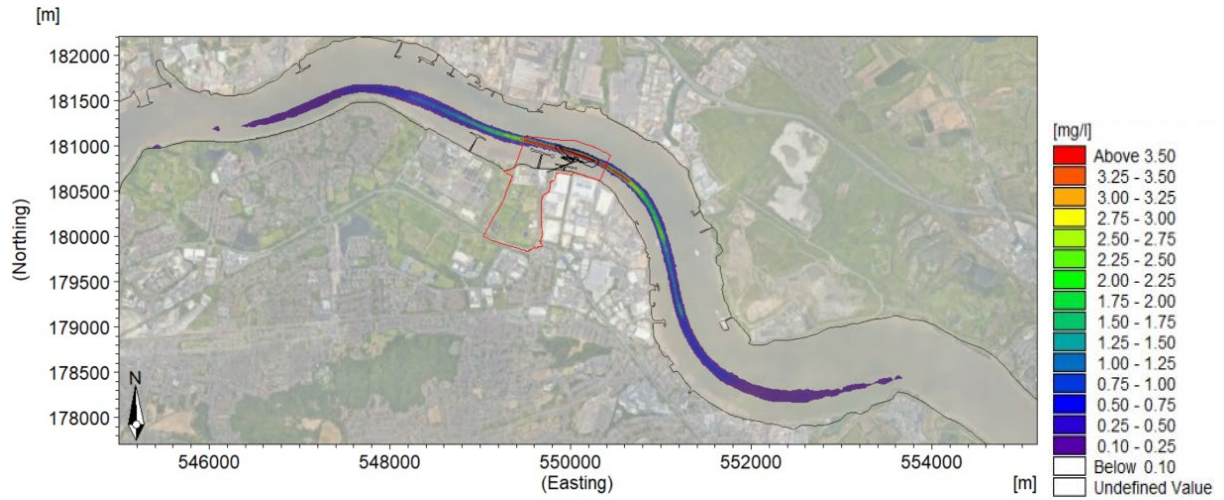 [m]
182000
181500
181000
180500
180000
179500
179000
178500
178000
(Northing)
N
546000 548000 550000 552000 554000
(Easting)
[m]
[mg/l]
Above 3.50
3.25 - 3.50
3.00 - 3.25
2.75 - 3.00
2.50 - 2.75
2.25 - 2.50
2.00 - 2.25
1.75 - 2.00
1.50 - 1.75
1.25 - 1.50
1.00 - 1.25
0.75 - 1.00
0.50 - 0.75
0.25 - 0.50
0.10 - 0.25
Below 0.10
Undefined Value